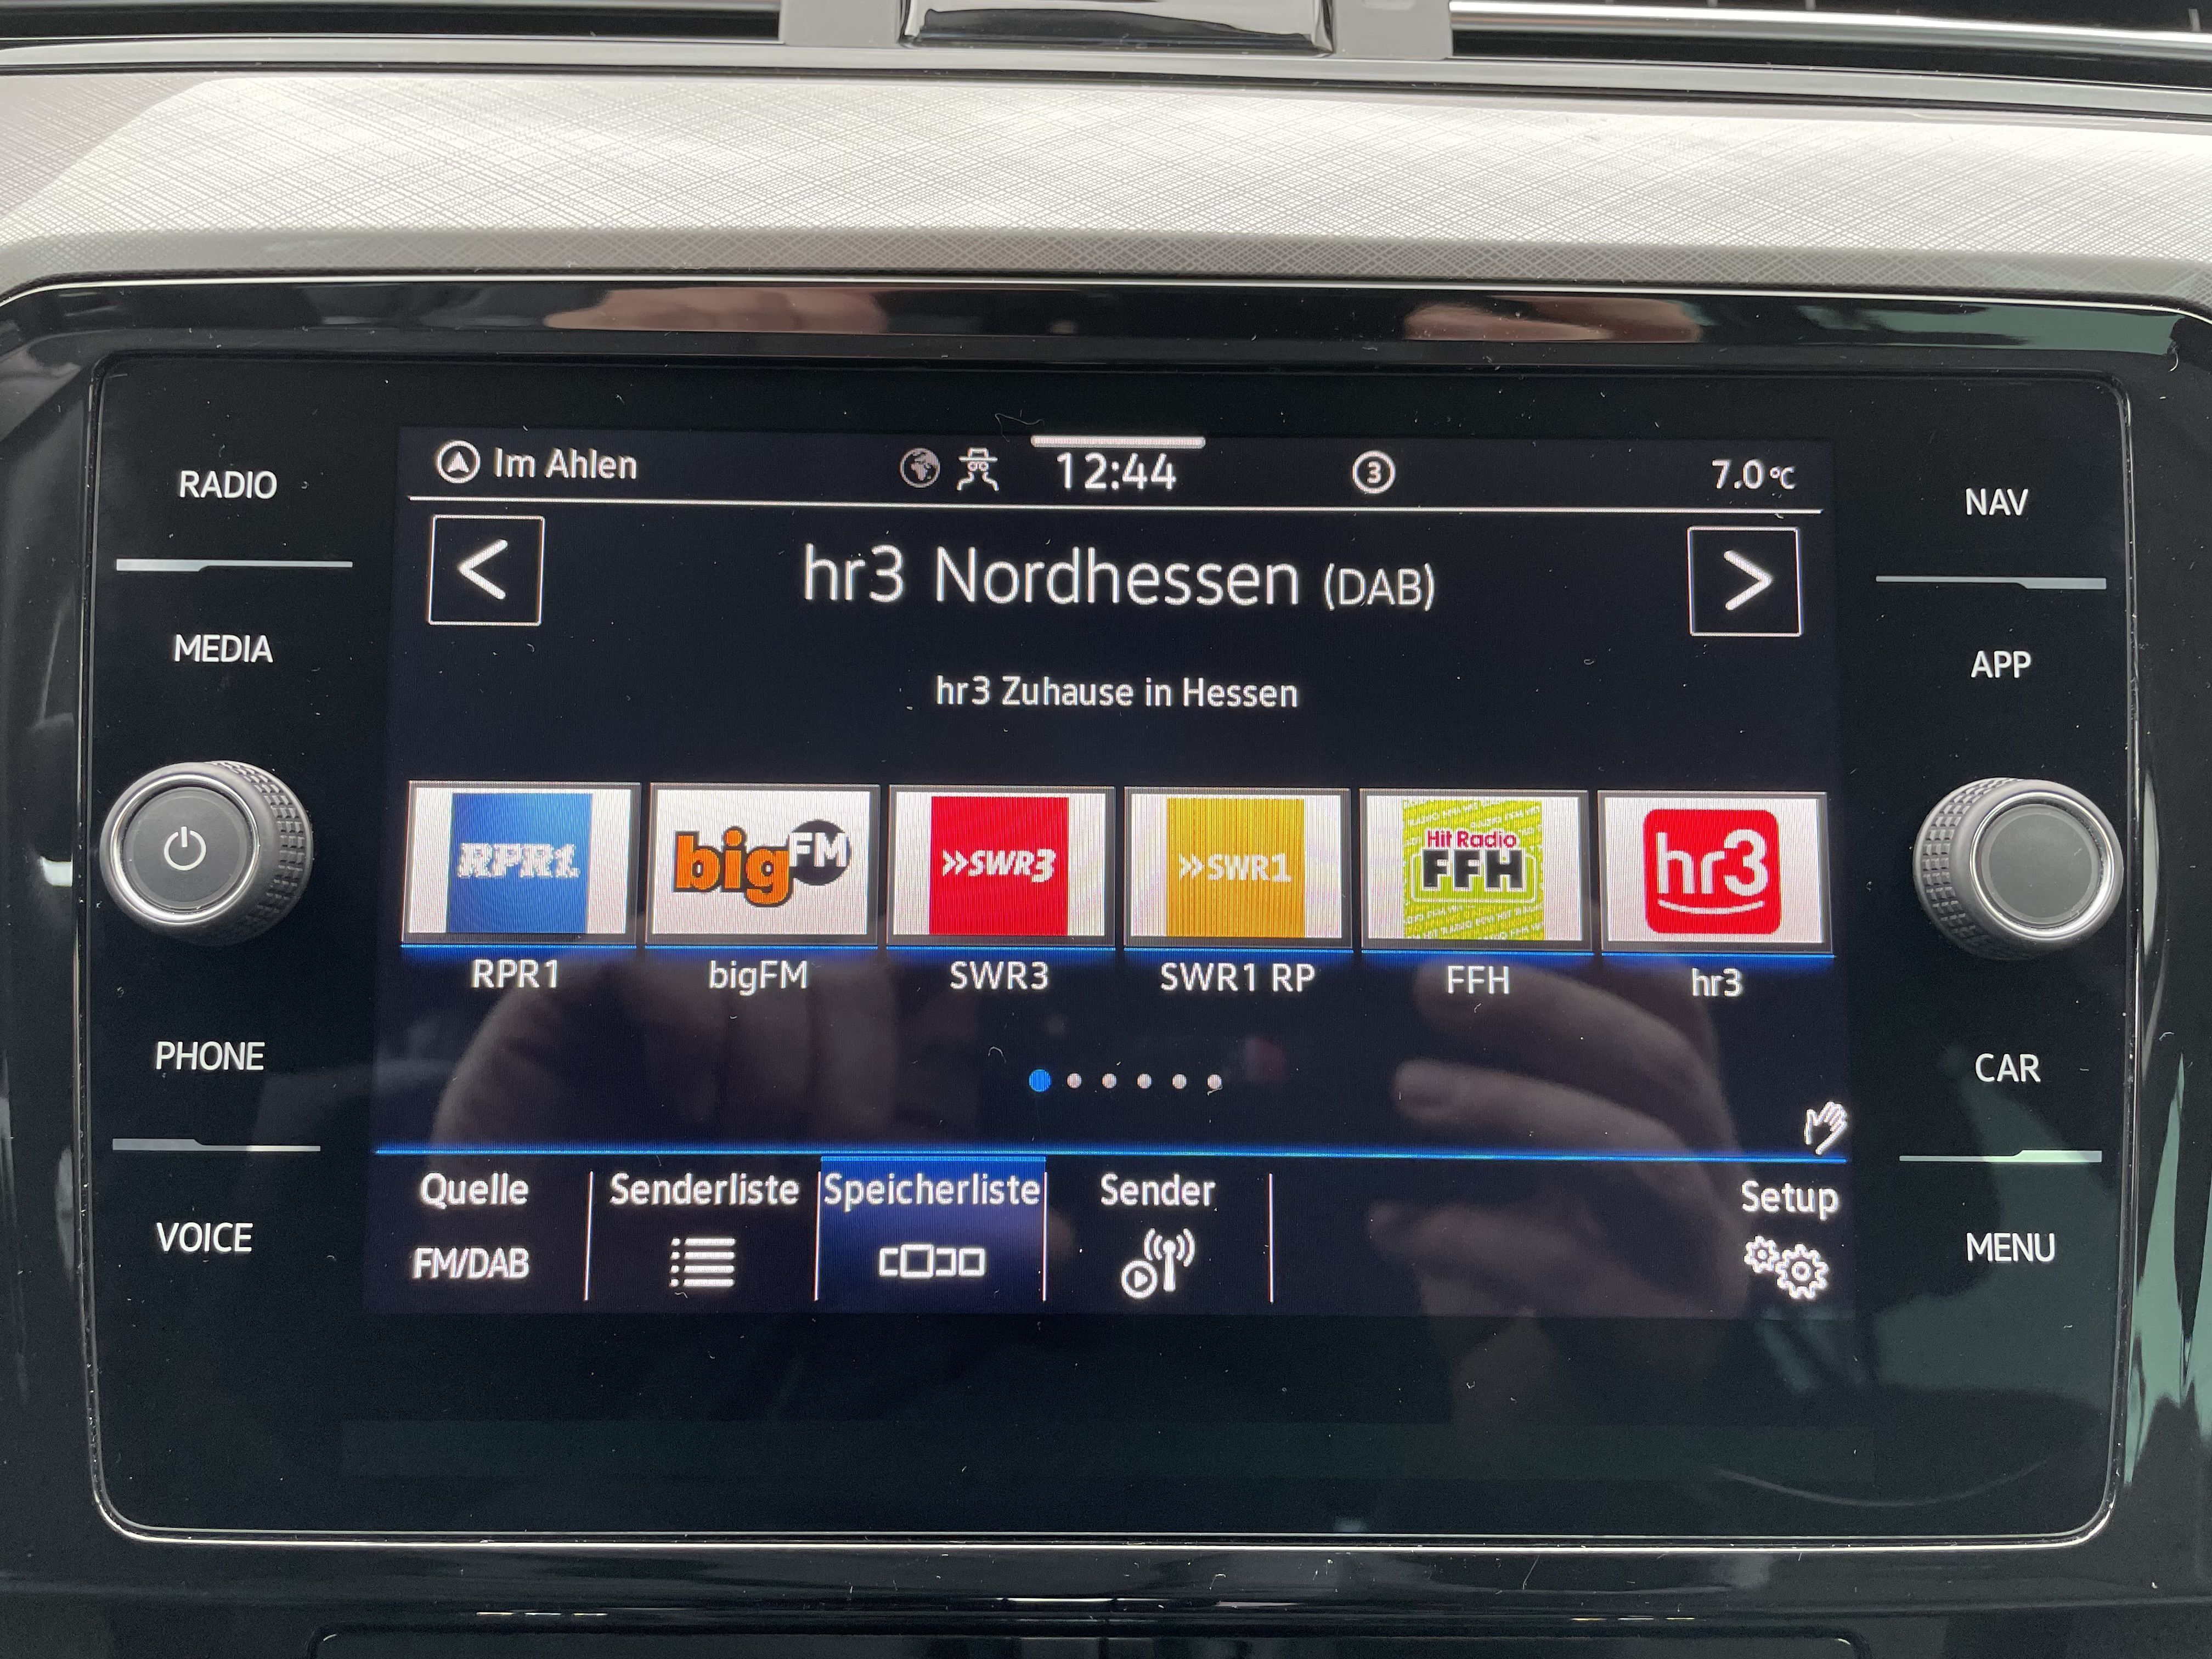 RADIO
MEDIA
PHONE
VOICE
Im Ahlen
12:44
3
7.0 °C
<
hr3 Nordhessen (DAB)
>
hr3 Zuhause in Hessen
RPR1.
bigFM
»SWR3
»SWR1
Hit Radio
FFH
hr3
RPR1
bigFM
SWR3
SWR1 RP
FFH
hr3
Quelle
FM/DAB
Senderliste
Speicherliste
Sender
Setup
NAV
APP
CAR
MENU